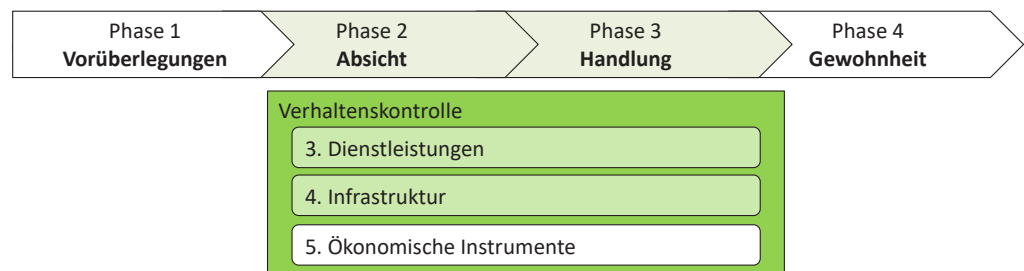 Phase 1
Vorüberlegungen
Phase 2
Absicht
Phase 3
Handlung
Phase 4
Gewohnheit
Verhaltenskontrolle
3. Dienstleistungen
4. Infrastruktur
5. Ökonomische Instrumente